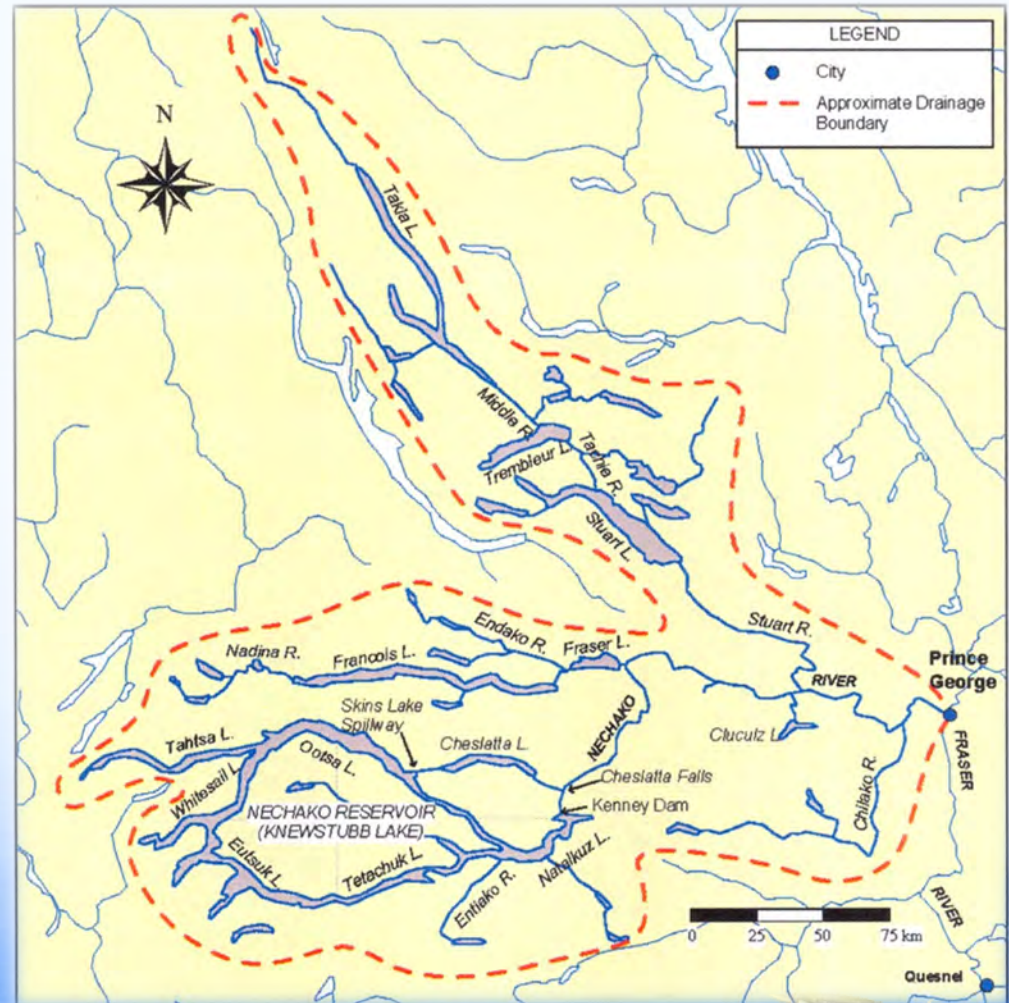 LEGEND
City
Approximate Drainage
Boundary
N
Takla L.
Middle R.
Trembleur L.
Tachie R.
Stuart L.
Stuart R.
Endako R.
Fraser L.
Nadina R.
Francois L.
Prince
George
RIVER
Skins Lake
Spillway
Cheslatta L.
NECHAKO
Cluculz L.
FRASER
Tahtsa L.
Ootsa L.
Cheslatta Falls
Whitesail L.
Kenney Dam
Chilako R.
NECHAKO RESERVOIR
(KNEWSTUBB LAKE)
Eutsuk L.
Tetachuk L.
Natalkuz L.
Entiako R.
RIVER
0 25 50 75 km
Quesnel